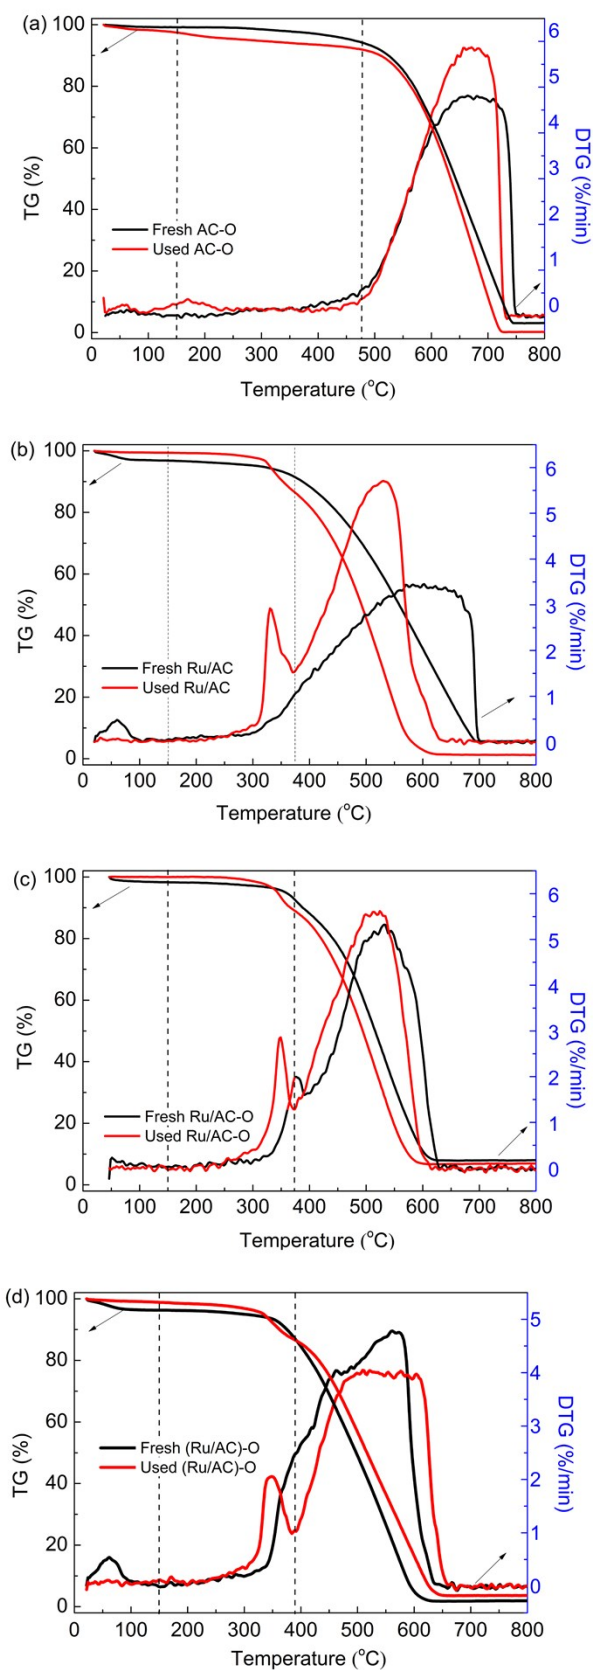 (a)
100
80
60
40
20
0
TG (%)
Fresh AC-O
Used AC-O
6
5
4
3
2
1
0
DTG (%/min)
0 100 200 300 400 500 600 700 800
Temperature (°C)
(b)
100
80
60
40
20
0
TG (%)
Fresh Ru/AC
Used Ru/AC
6
5
4
3
2
1
0
DTG (%/min)
0 100 200 300 400 500 600 700 800
Temperature (°C)
(c)
100
80
60
40
20
0
TG (%)
Fresh Ru/AC-O
Used Ru/AC-O
6
5
4
3
2
1
0
DTG (%/min)
0 100 200 300 400 500 600 700 800
Temperature (°C)
(d)
100
80
60
40
20
0
TG (%)
Fresh (Ru/AC)-O
Used (Ru/AC)-O
5
4
3
2
1
0
DTG (%/min)
0 100 200 300 400 500 600 700 800
Temperature (°C)